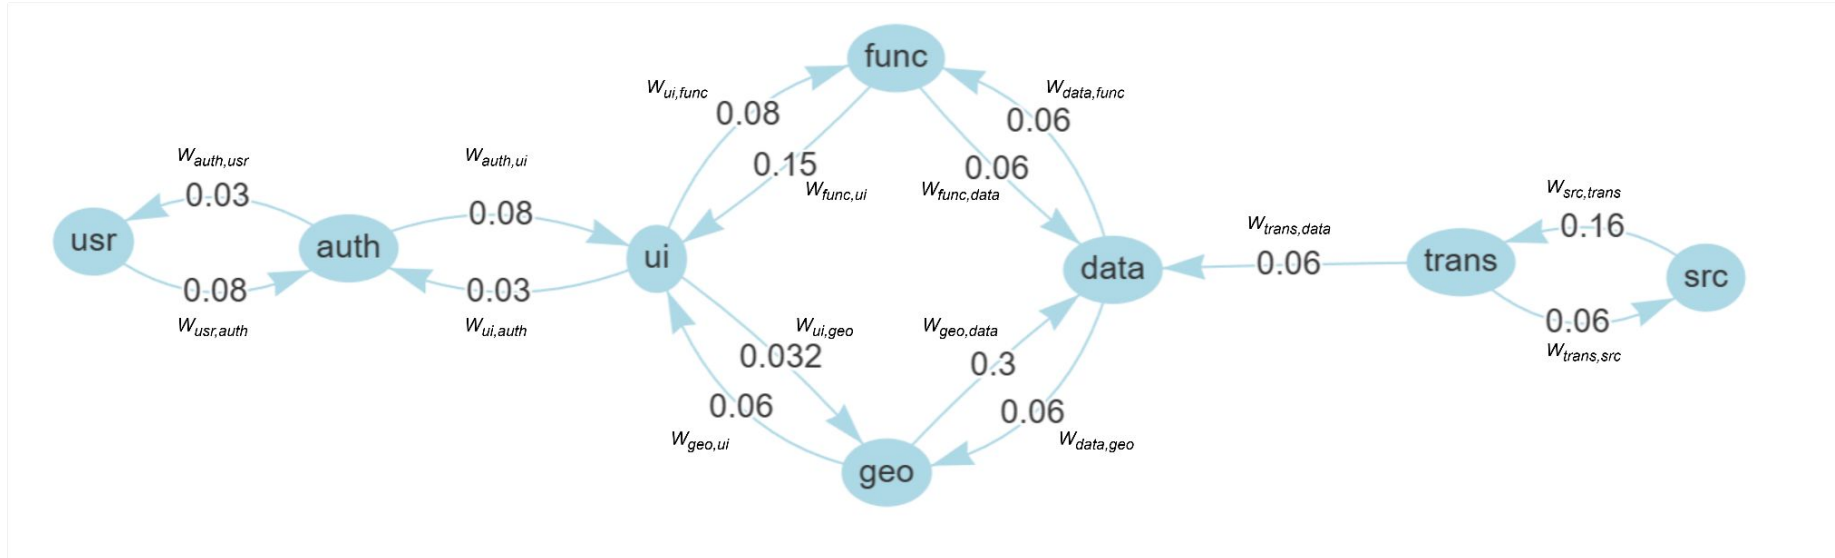 func
W_ui,func
0.08
W_data,func
0.06
0.15
W_func,ui
0.06
W_func,data
W_auth,usr
0.03
W_auth,ui
0.08
usr
auth
ui
data
0.08
W_usr,auth
0.03
W_ui,auth
W_trans,data
0.06
trans
W_src,trans
0.16
src
0.06
W_trans,src
W_ui,geo
0.032
W_geo,data
0.3
0.06
W_geo,ui
0.06
W_data,geo
geo